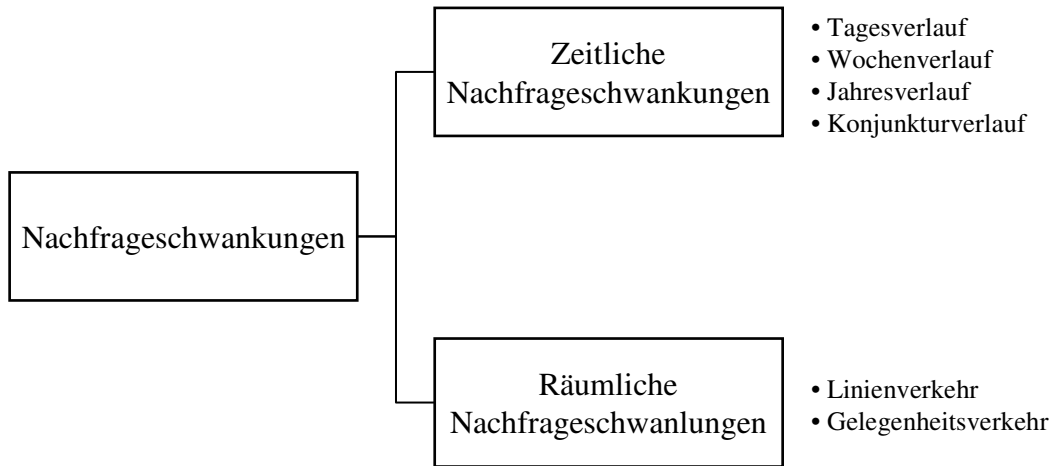 Nachfrageschwankungen
Zeitliche
Nachfrageschwankungen
• Tagesverlauf
• Wochenverlauf
• Jahresverlauf
• Konjunkturverlauf
Räumliche
Nachfrageschwanlungen
• Linienverkehr
• Gelegenheitsverkehr